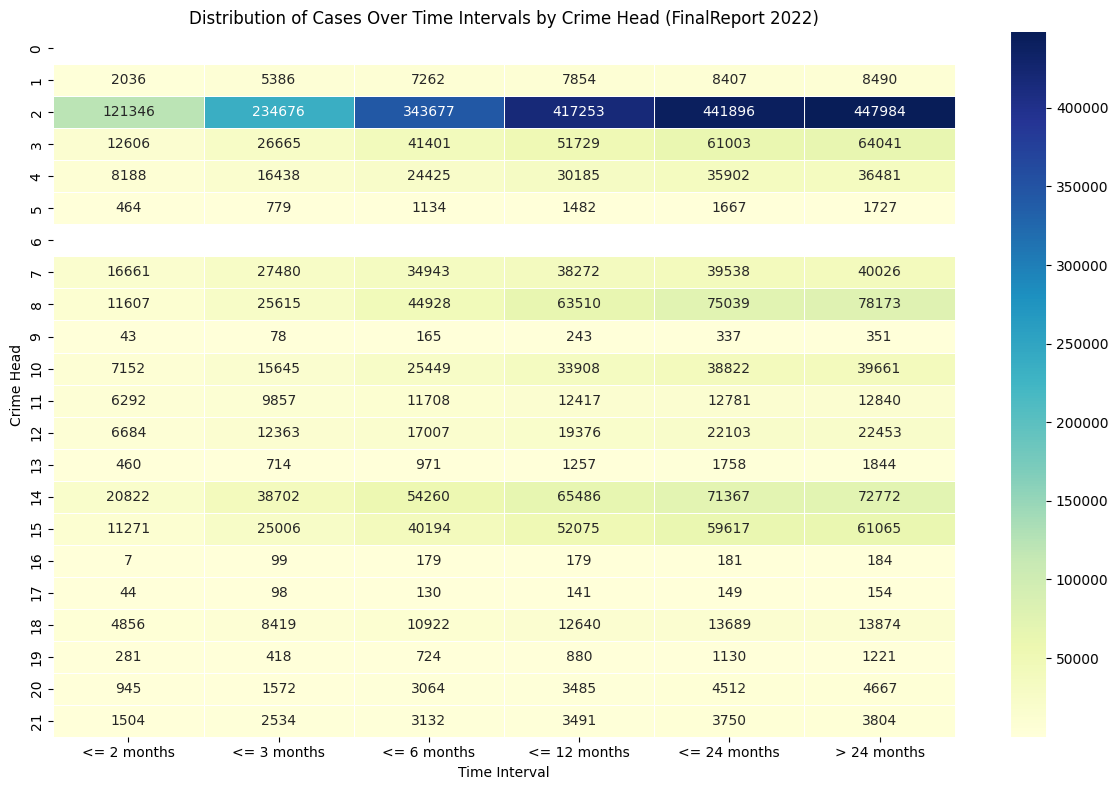 Distribution of Cases Over Time Intervals by Crime Head (FinalReport 2022)
Crime Head
0
1 2036 5386 7262 7854 8407 8490
2 121346 234676 343677 417253 441896 447984
3 12606 26665 41401 51729 61003 64041
4 8188 16438 24425 30185 35902 36481
5 464 779 1134 1482 1667 1727
6
7 16661 27480 34943 38272 39538 40026
8 11607 25615 44928 63510 75039 78173
9 43 78 165 243 337 351
10 7152 15645 25449 33908 38822 39661
11 6292 9857 11708 12417 12781 12840
12 6684 12363 17007 19376 22103 22453
13 460 714 971 1257 1758 1844
14 20822 38702 54260 65486 71367 72772
15 11271 25006 40194 52075 59617 61065
16 7 99 179 179 181 184
17 44 98 130 141 149 154
18 4856 8419 10922 12640 13689 13874
19 281 418 724 880 1130 1221
20 945 1572 3064 3485 4512 4667
21 1504 2534 3132 3491 3750 3804
<= 2 months <= 3 months <= 6 months <= 12 months <= 24 months > 24 months
Time Interval
400000
350000
300000
250000
200000
150000
100000
50000